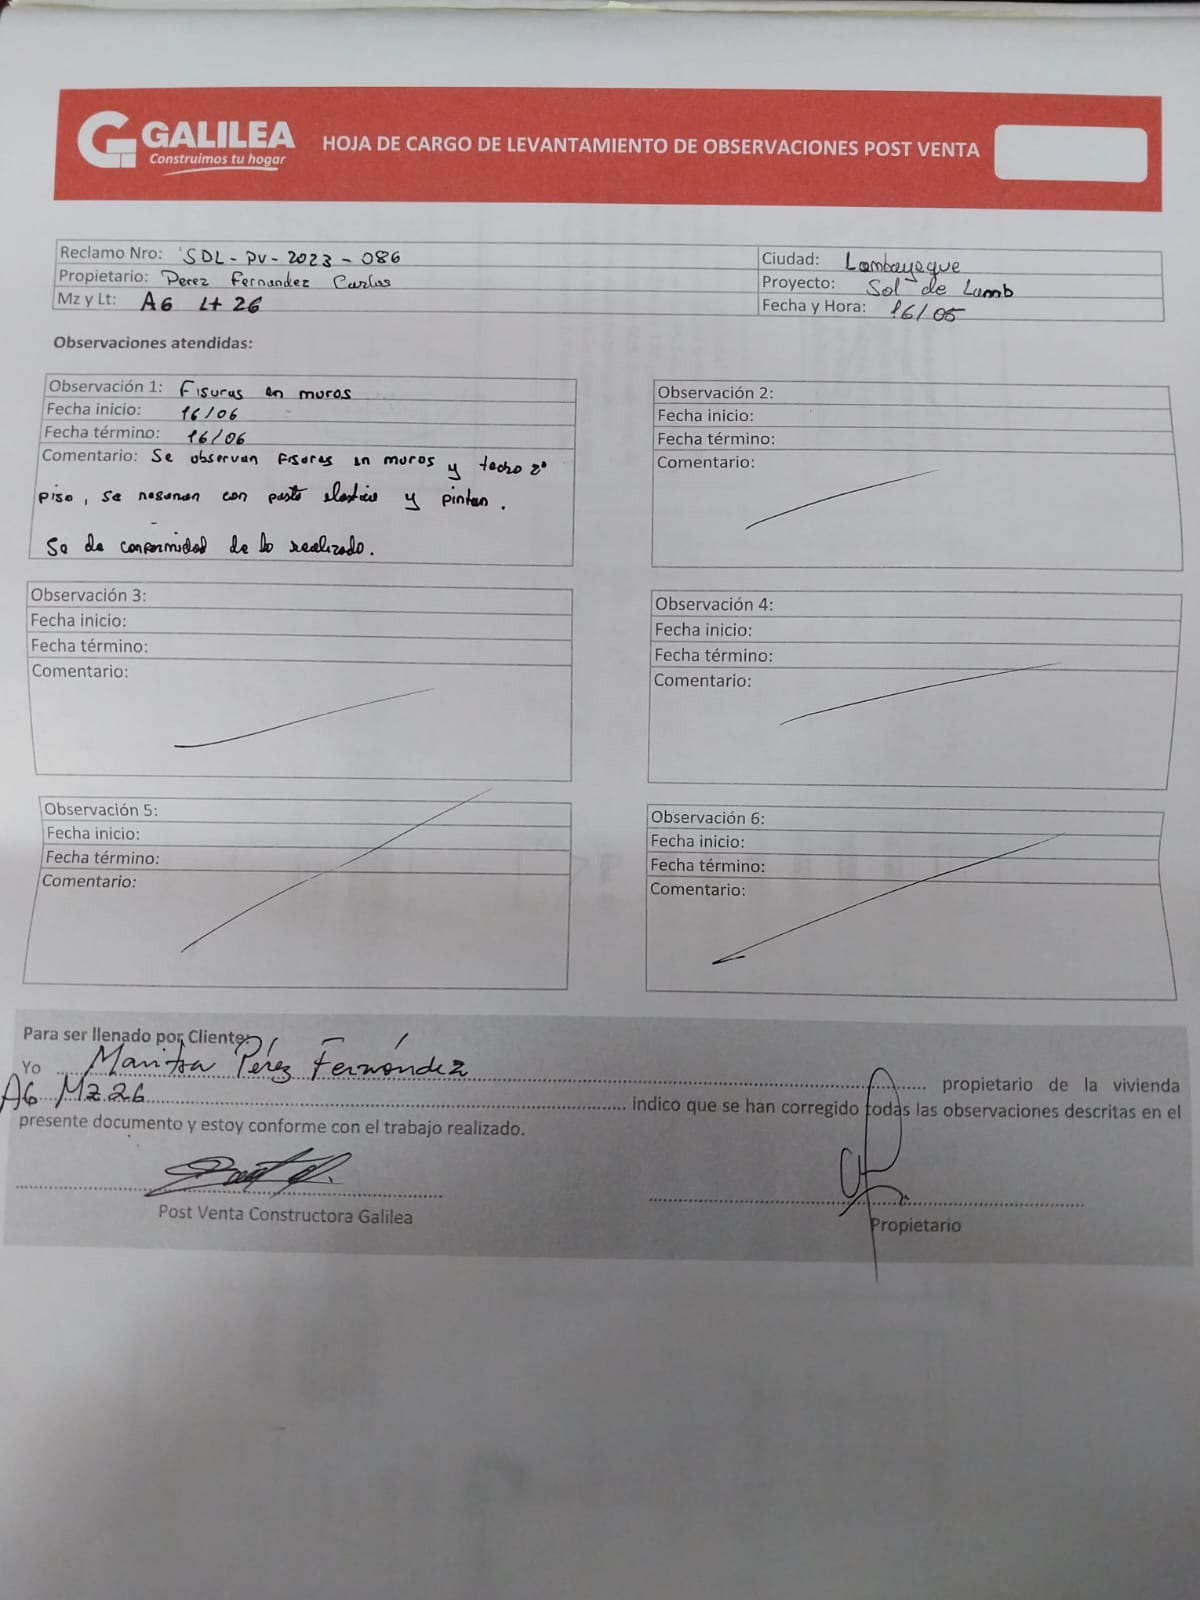 GALILEA
Construimos tu hogar
HOJA DE CARGO DE LEVANTAMIENTO DE OBSERVACIONES POST VENTA
Reclamo Nro: SDL - PV - 2023 - 086
Ciudad: Lambayeque
Propietario: Perez Fernandez Carlos
Proyecto: Sol de Lamb
Mz y Lt: A6 Lt 26
Fecha y Hora: 16/05
Observaciones atendidas:
Observación 1: Fisuras en muros
Fecha inicio: 16/06
Fecha término: 16/06
Comentario: Se observan fisuras en muros y techo 2°
piso, se resanan con pasta elastica y pintan.
Se da conformidad de lo realizado.
Observación 2:
Fecha inicio:
Fecha término:
Comentario:
Observación 3:
Fecha inicio:
Fecha término:
Comentario:
Observación 4:
Fecha inicio:
Fecha término:
Comentario:
Observación 5:
Fecha inicio:
Fecha término:
Comentario:
Observación 6:
Fecha inicio:
Fecha término:
Comentario:
Para ser llenado por Cliente:
Yo Maritza Pérez Fernández propietario de la vivienda
A6 Mz.26 indico que se han corregido todas las observaciones descritas en el
presente documento y estoy conforme con el trabajo realizado.
Post Venta Constructora Galilea
Propietario